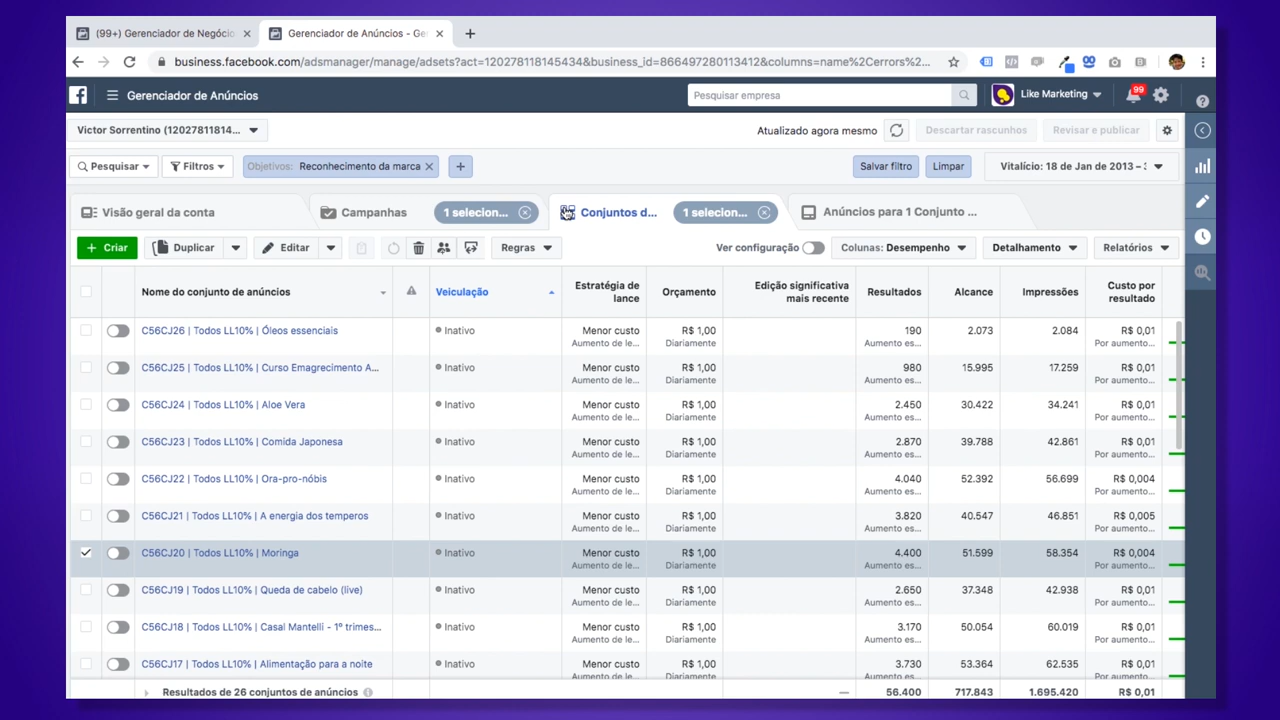 (99+) Gerenciador de Negócio
Gerenciador de Anúncios - Ge
business.facebook.com/adsmanager/manage/adsets?act=120278118145434&business_id=866497280113412&columns=name%2Cerrors%2...
Gerenciador de Anúncios
Pesquisar empresa
Like Marketing
99
Victor Sorrentino (12027811814...
Atualizado agora mesmo
Descartar rascunhos
Revisar e publicar
Pesquisar
Filtros
Objetivos: Reconhecimento da marca
Salvar filtro
Limpar
Vitalício: 18 de Jan de 2013 –
Visão geral da conta
Campanhas
1 selecion...
Conjuntos d...
1 selecion...
Anúncios para 1 Conjunto ...
+ Criar
Duplicar
Editar
Regras
Ver configuração
Colunas: Desempenho
Detalhamento
Relatórios
Nome do conjunto de anúncios
Veiculação
Estratégia de lance
Orçamento
Edição significativa mais recente
Resultados
Alcance
Impressões
Custo por resultado
C56CJ26 | Todos LL10% | Óleos essenciais Inativo Menor custo R$ 1,00 190 2.073 2.084 R$ 0,01
Aumento de le... Diariamente Aumento es... Por aumento...
C56CJ25 | Todos LL10% | Curso Emagrecimento A... Inativo Menor custo R$ 1,00 980 15.995 17.259 R$ 0,01
Aumento de le... Diariamente Aumento es... Por aumento...
C56CJ24 | Todos LL10% | Aloe Vera Inativo Menor custo R$ 1,00 2.450 30.422 34.241 R$ 0,01
Aumento de le... Diariamente Aumento es... Por aumento...
C56CJ23 | Todos LL10% | Comida Japonesa Inativo Menor custo R$ 1,00 2.870 39.788 42.861 R$ 0,01
Aumento de le... Diariamente Aumento es... Por aumento...
C56CJ22 | Todos LL10% | Ora-pro-nóbis Inativo Menor custo R$ 1,00 4.040 52.392 56.699 R$ 0,004
Aumento de le... Diariamente Aumento es... Por aumento...
C56CJ21 | Todos LL10% | A energia dos temperos Inativo Menor custo R$ 1,00 3.820 40.547 46.851 R$ 0,005
Aumento de le... Diariamente Aumento es... Por aumento...
C56CJ20 | Todos LL10% | Moringa Inativo Menor custo R$ 1,00 4.400 51.599 58.354 R$ 0,004
Aumento de le... Diariamente Aumento es... Por aumento...
C56CJ19 | Todos LL10% | Queda de cabelo (live) Inativo Menor custo R$ 1,00 2.650 37.348 42.938 R$ 0,01
Aumento de le... Diariamente Aumento es... Por aumento...
C56CJ18 | Todos LL10% | Casal Mantelli - 1º trimes... Inativo Menor custo R$ 1,00 3.170 50.054 60.019 R$ 0,01
Aumento de le... Diariamente Aumento es... Por aumento...
C56CJ17 | Todos LL10% | Alimentação para a noite Inativo Menor custo R$ 1,00 3.730 53.364 62.535 R$ 0,01
Aumento de le... Diariamente Aumento es... Por aumento...
Resultados de 26 conjuntos de anúncios — 56.400 717.843 1.695.420 R$ 0,01